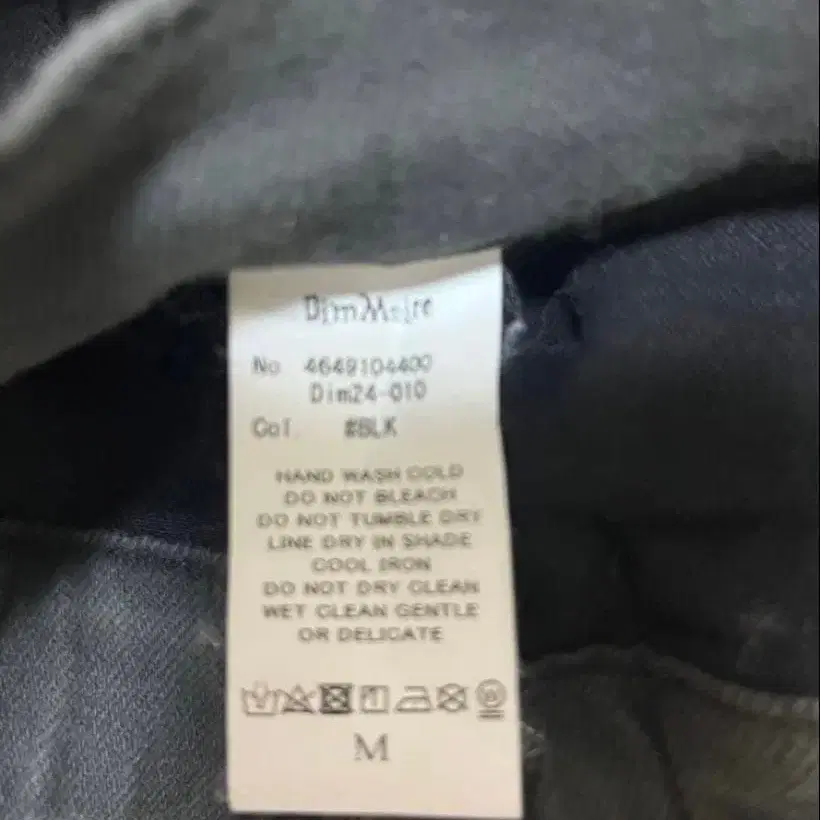 DimMoire
No 4649104400
Dim24-010
Col. #BLK
HAND WASH COLD
DO NOT BLEACH
DO NOT TUMBLE DRY
LINE DRY IN SHADE
COOL IRON
DO NOT DRY CLEAN
WET CLEAN GENTLE
OR DELICATE
W
M